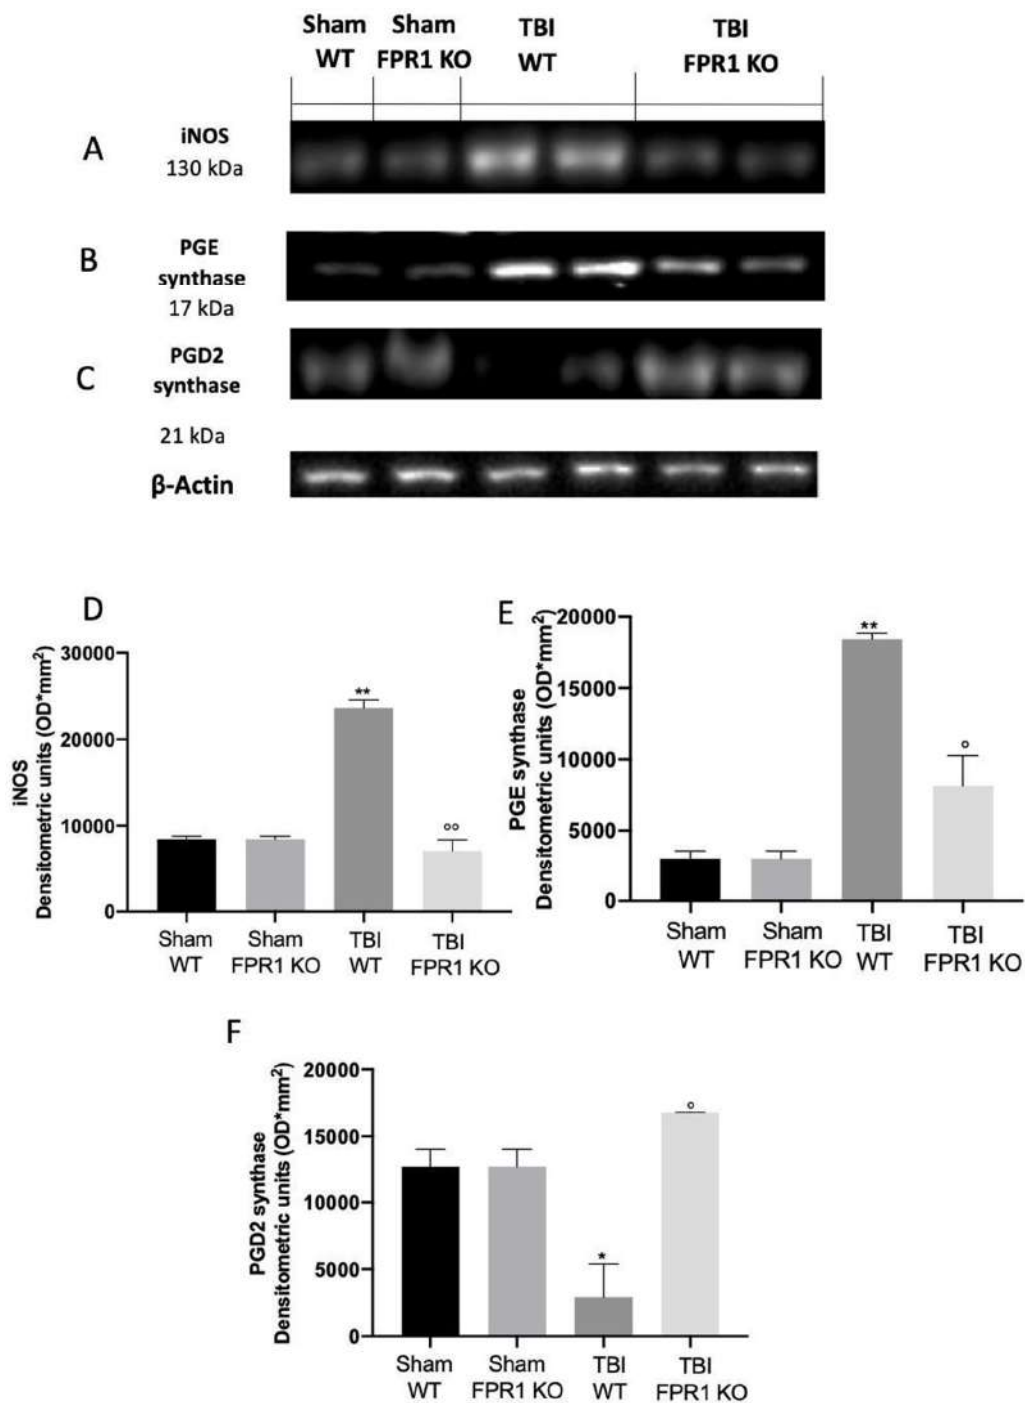 Sham Sham TBI TBI
WT FPR1 KO WT FPR1 KO
A
iNOS
130 kDa
B
PGE
synthase
17 kDa
C
PGD2
synthase
21 kDa
β-Actin
D
iNOS
Densitometric units (OD*mm²)
30000
20000
10000
0
**
°°
Sham Sham TBI TBI
WT FPR1 KO WT FPR1 KO
E
PGE synthase
Densitometric units (OD*mm²)
20000
15000
10000
5000
0
**
°
Sham Sham TBI TBI
WT FPR1 KO WT FPR1 KO
F
PGD2 synthase
Densitometric units (OD*mm²)
20000
15000
10000
5000
0
*
°
Sham Sham TBI TBI
WT FPR1 KO WT FPR1 KO